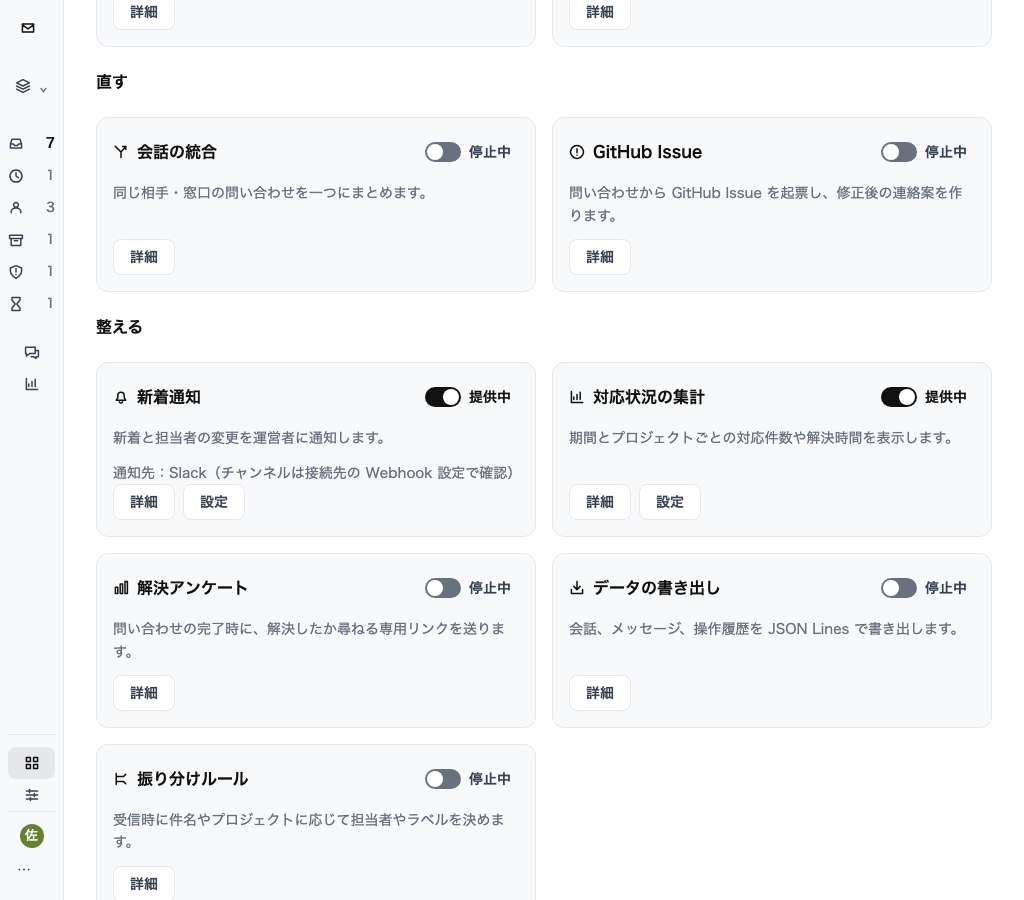 詳細
詳細
直す
会話の統合
停止中
同じ相手・窓口の問い合わせを一つにまとめます。
詳細
GitHub Issue
停止中
問い合わせから GitHub Issue を起票し、修正後の連絡案を作
ります。
詳細
整える
新着通知
提供中
新着と担当者の変更を運営者に通知します。
通知先：Slack（チャンネルは接続先の Webhook 設定で確認）
詳細
設定
対応状況の集計
提供中
期間とプロジェクトごとの対応件数や解決時間を表示します。
詳細
設定
解決アンケート
停止中
問い合わせの完了時に、解決したか尋ねる専用リンクを送りま
す。
詳細
データの書き出し
停止中
会話、メッセージ、操作履歴を JSON Lines で書き出します。
詳細
振り分けルール
停止中
受信時に件名やプロジェクトに応じて担当者やラベルを決めま
す。
詳細
7
1
3
1
1
1
佐
…